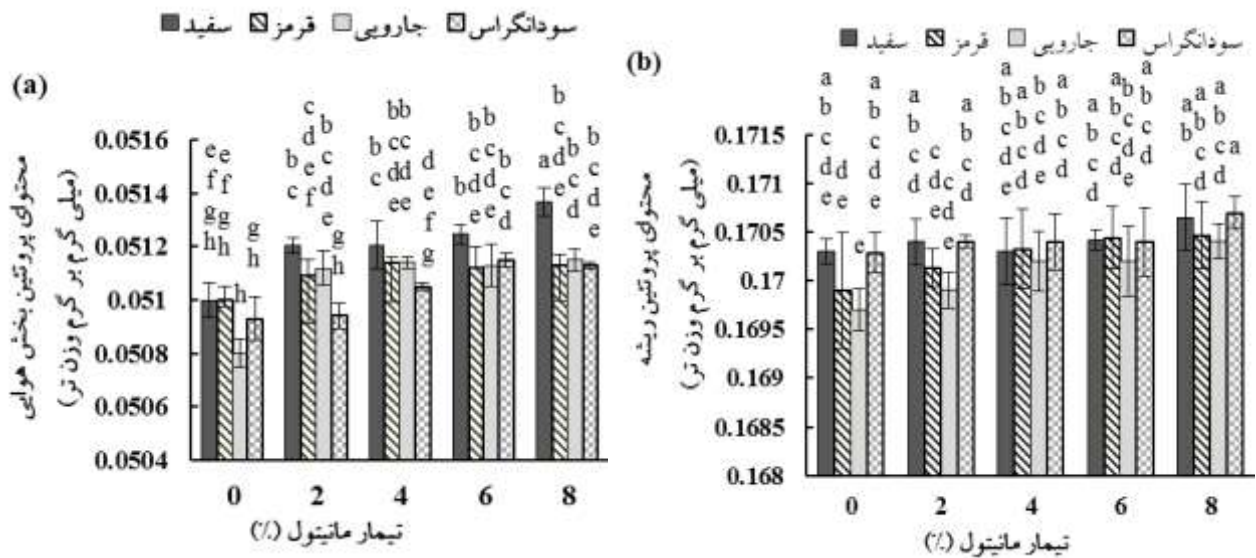 سفید قرمز جارویی سودانگراس
(a)
محتوای پروتئین بخش هوایی
(میلی گرم بر گرم وزن تر)
0.0516
0.0514
0.0512
0.051
0.0508
0.0506
0.0504
e f g h
e f g h
h
g h
b c
c d e f
b c d e
g h
b c
b c d e
b c d e
d e f g
b
b c d e
b c d
b c d
a
b c d e
b c d
b c d e
0 2 4 6 8
تیمار مانیتول (٪)
سفید قرمز جارویی سودانگراس
(b)
محتوای پروتئین ریشه
(میلی گرم بر گرم وزن تر)
0.1715
0.171
0.1705
0.17
0.1695
0.169
0.1685
0.168
a b c d e
d e
e
a b c d e
a b c d
c d e
d e
a b c d
a b c d e
a b c d
b c d e
a b c d
a b c d
a b c d
b c d e
a b c d
a b
a b c d
a b c d
a
0 2 4 6 8
تیمار مانیتول (٪)